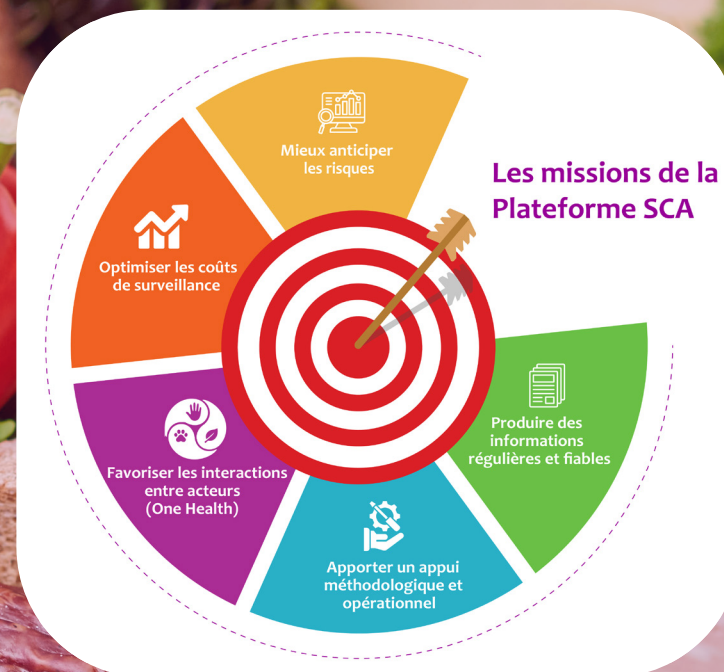 Les missions de la
Plateforme SCA
Mieux anticiper
les risques
Optimiser les coûts
de surveillance
Favoriser les interactions
entre acteurs
(One Health)
Apporter un appui
méthodologique et
opérationnel
Produire des
informations
régulières et fiables